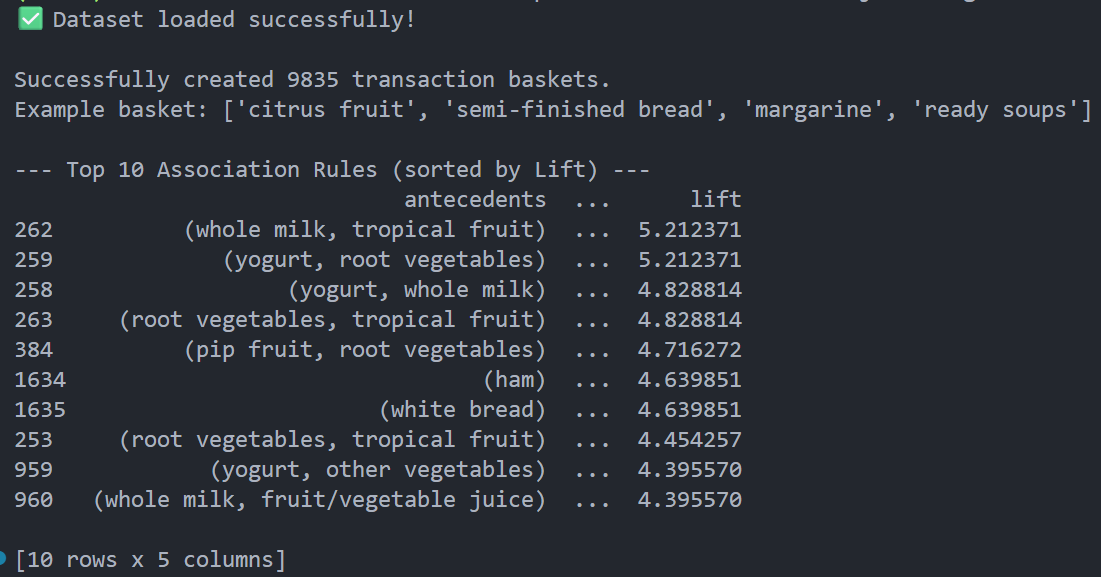 ✅ Dataset loaded successfully!
Successfully created 9835 transaction baskets.
Example basket: ['citrus fruit', 'semi-finished bread', 'margarine', 'ready soups']
--- Top 10 Association Rules (sorted by Lift) ---
antecedents ... lift
262 (whole milk, tropical fruit) ... 5.212371
259 (yogurt, root vegetables) ... 5.212371
258 (yogurt, whole milk) ... 4.828814
263 (root vegetables, tropical fruit) ... 4.828814
384 (pip fruit, root vegetables) ... 4.716272
1634 (ham) ... 4.639851
1635 (white bread) ... 4.639851
253 (root vegetables, tropical fruit) ... 4.454257
959 (yogurt, other vegetables) ... 4.395570
960 (whole milk, fruit/vegetable juice) ... 4.395570
[10 rows x 5 columns]